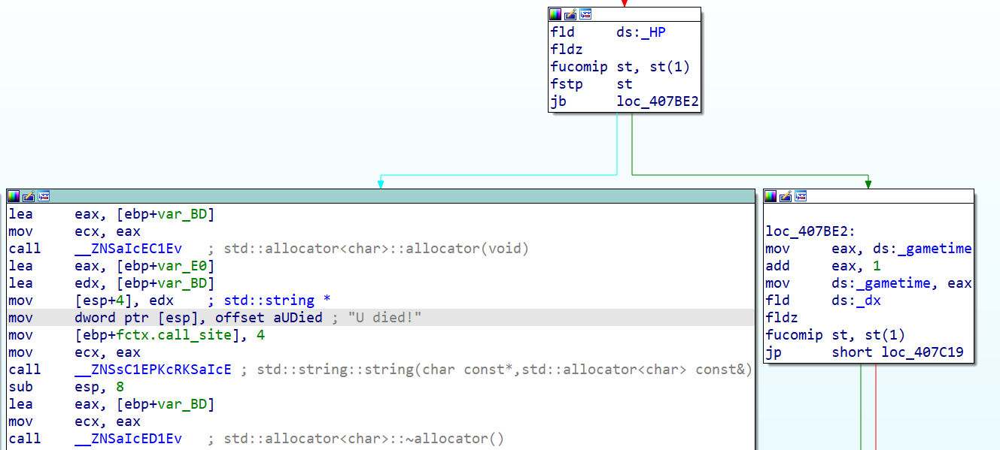 fld ds:_HP
fldz
fucomip st, st(1)
fstp st
jb loc_407BE2
lea eax, [ebp+var_BD]
mov ecx, eax
call __ZNSaIcEC1Ev ; std::allocator<char>::allocator(void)
lea eax, [ebp+var_E0]
lea edx, [ebp+var_BD]
mov [esp+4], edx ; std::string *
mov dword ptr [esp], offset aUDied ; "U died!"
mov [ebp+fctx.call_site], 4
mov ecx, eax
call __ZNSsC1EPKcRKSaIcE ; std::string::string(char const*,std::allocator<char> const&)
sub esp, 8
lea eax, [ebp+var_BD]
mov ecx, eax
call __ZNSaIcED1Ev ; std::allocator<char>::~allocator()
loc_407BE2:
mov eax, ds:_gametime
add eax, 1
mov ds:_gametime, eax
fld ds:_dx
fldz
fucomip st, st(1)
jp short loc_407C19